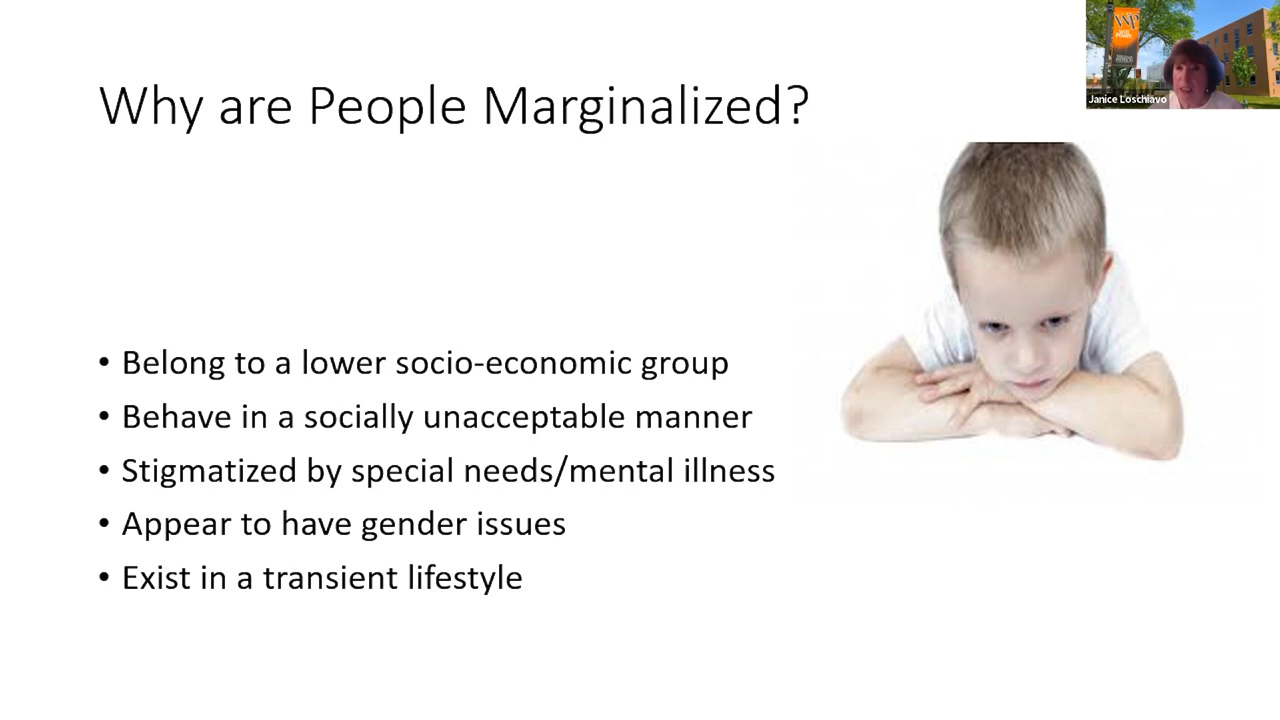 Why are People Marginalized?
WP
Janice Loschiavo
• Belong to a lower socio-economic group
• Behave in a socially unacceptable manner
• Stigmatized by special needs/mental illness
• Appear to have gender issues
• Exist in a transient lifestyle